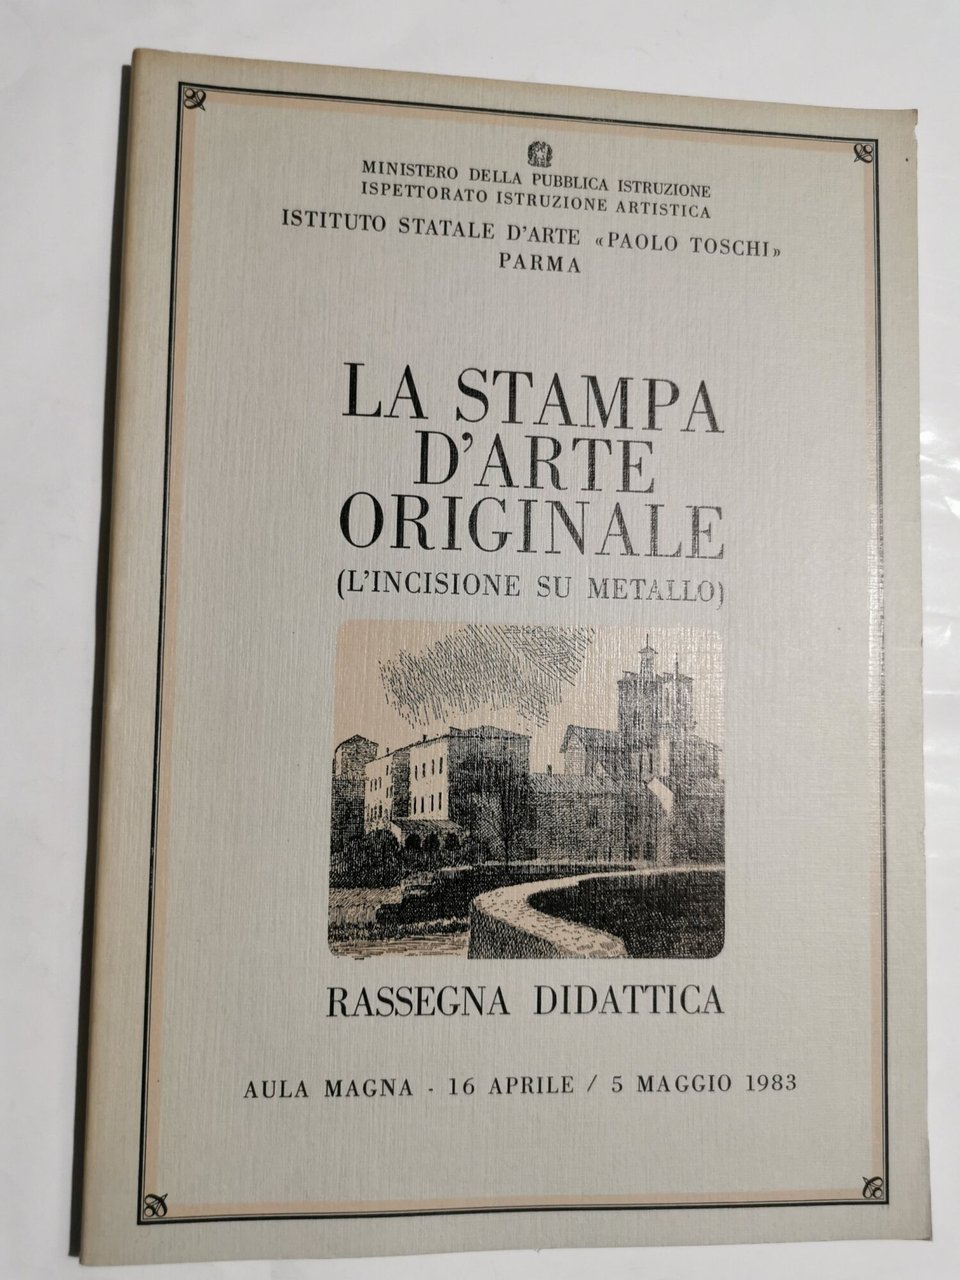 MINISTERO DELLA PUBBLICA ISTRUZIONE
ISPETTORATO ISTRUZIONE ARTISTICA
ISTITUTO STATALE D'ARTE «PAOLO TOSCHI»
PARMA
LA STAMPA
D'ARTE
ORIGINALE
(L'INCISIONE SU METALLO)
RASSEGNA DIDATTICA
AULA MAGNA - 16 APRILE / 5 MAGGIO 1983